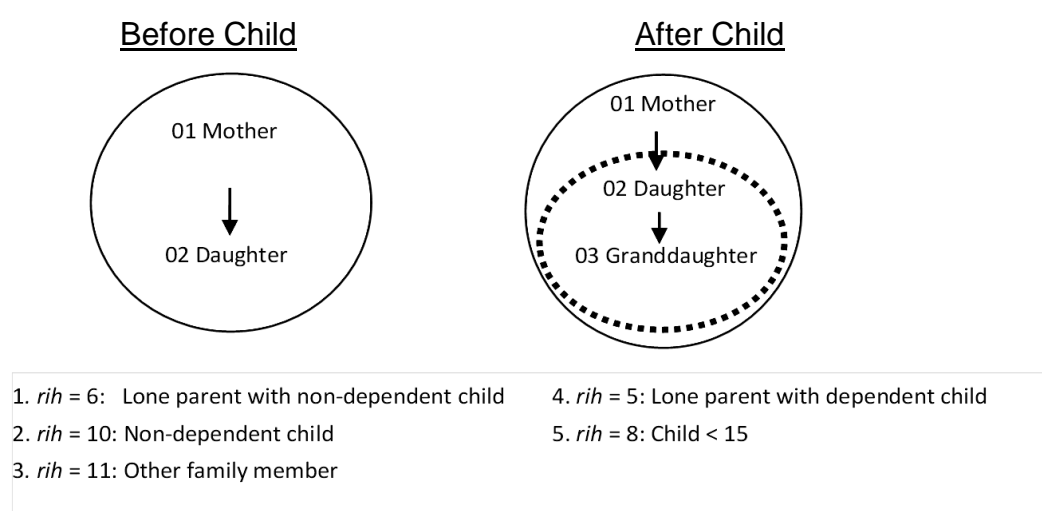 Before Child
After Child
01 Mother
02 Daughter
01 Mother
02 Daughter
03 Granddaughter
1. rih = 6: Lone parent with non-dependent child
2. rih = 10: Non-dependent child
3. rih = 11: Other family member
4. rih = 5: Lone parent with dependent child
5. rih = 8: Child < 15